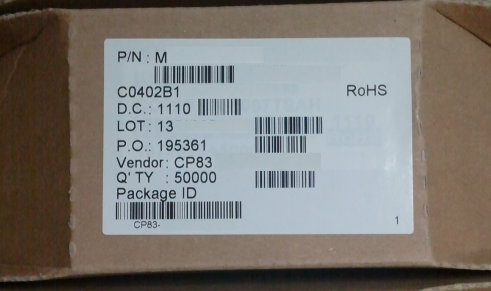 P/N : M
C0402B1 RoHS
D.C.: 1110
LOT : 13
P.O.: 195361
Vendor: CP83
Q' TY : 50000
Package ID
CP83-
1